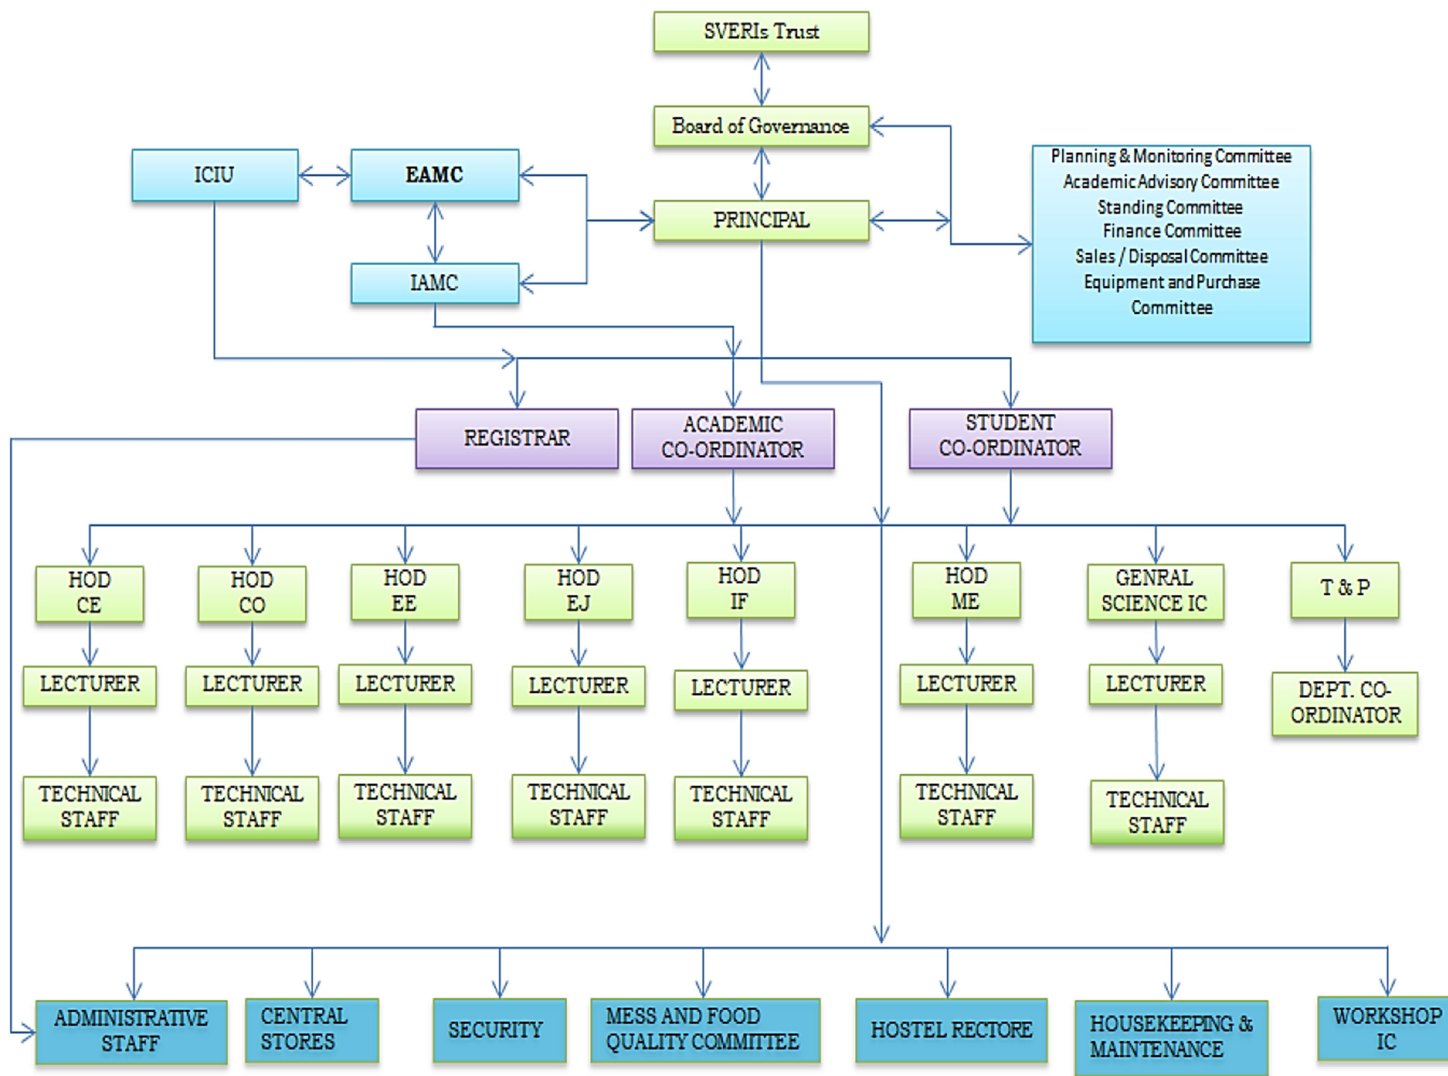 SVERIs Trust
Board of Governance
ICIU
EAMC
PRINCIPAL
IAMC
Planning & Monitoring Committee
Academic Advisory Committee
Standing Committee
Finance Committee
Sales / Disposal Committee
Equipment and Purchase
Committee
REGISTRAR
ACADEMIC
CO-ORDINATOR
STUDENT
CO-ORDINATOR
HOD
CE
HOD
CO
HOD
EE
HOD
EJ
HOD
IF
HOD
ME
GENRAL
SCIENCE IC
T & P
LECTURER
LECTURER
LECTURER
LECTURER
LECTURER
LECTURER
LECTURER
DEPT. CO-
ORDINATOR
TECHNICAL
STAFF
TECHNICAL
STAFF
TECHNICAL
STAFF
TECHNICAL
STAFF
TECHNICAL
STAFF
TECHNICAL
STAFF
TECHNICAL
STAFF
ADMINISTRATIVE
STAFF
CENTRAL
STORES
SECURITY
MESS AND FOOD
QUALITY COMMITTEE
HOSTEL RECTORE
HOUSEKEEPING &
MAINTENANCE
WORKSHOP
IC